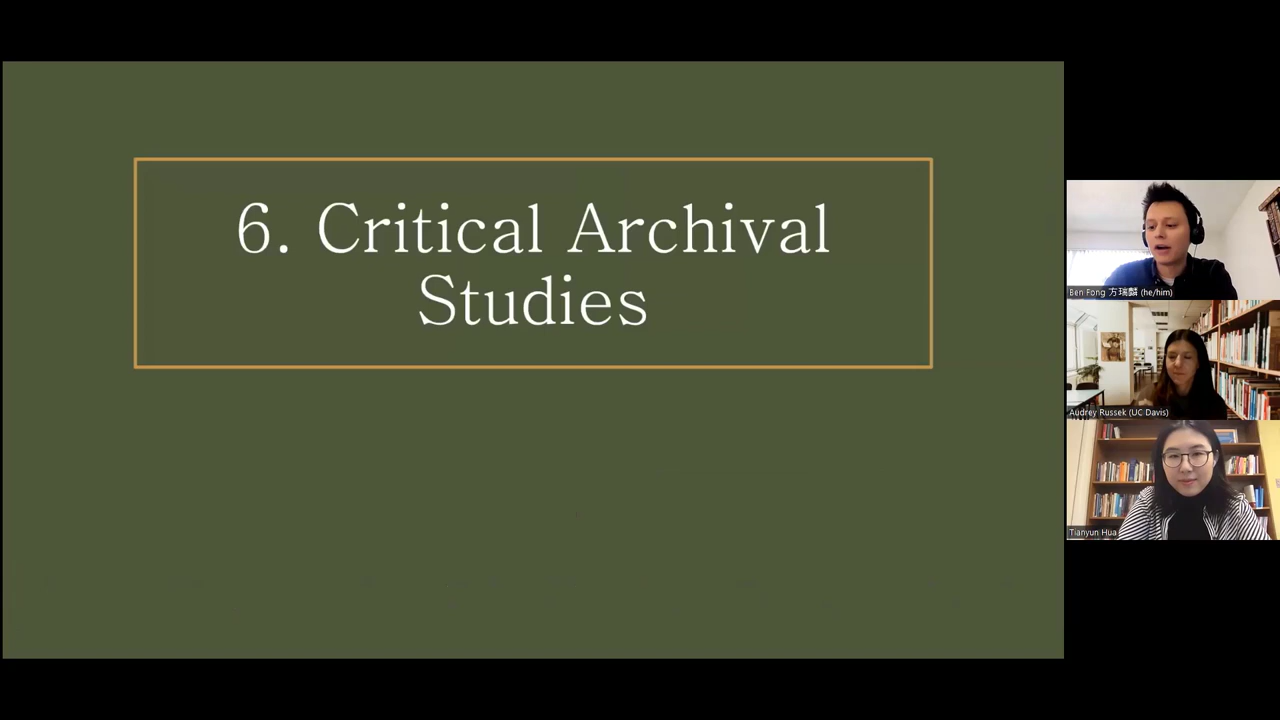 6. Critical Archival
Studies
Ben Fong 方瑞麟 (he/him)
Audrey Russek (UC Davis)
Tianyun Hua